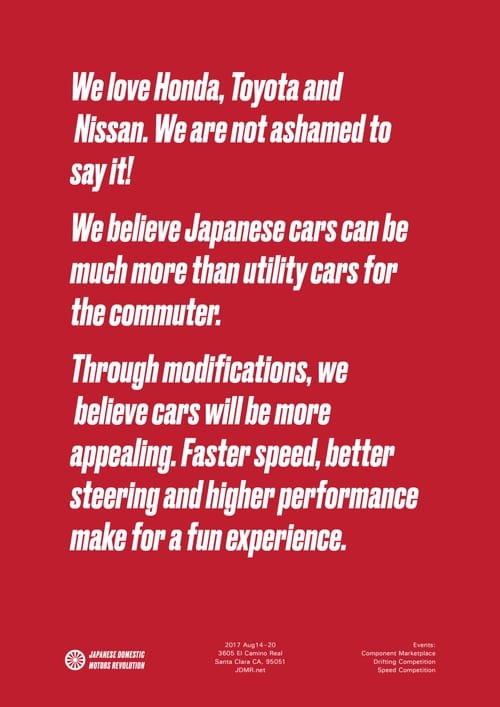 We love Honda, Toyota and
Nissan. We are not ashamed to
say it!
We believe Japanese cars can be
much more than utility cars for
the commuter.
Through modifications, we
believe cars will be more
appealing. Faster speed, better
steering and higher performance
make for a fun experience.
JAPANESE DOMESTIC
MOTORS REVOLUTION
2017 Aug14-20
3605 El Camino Real
Santa Clara CA, 95051
JDMR.net
Events:
Component Marketplace
Drifting Competition
Speed Competition